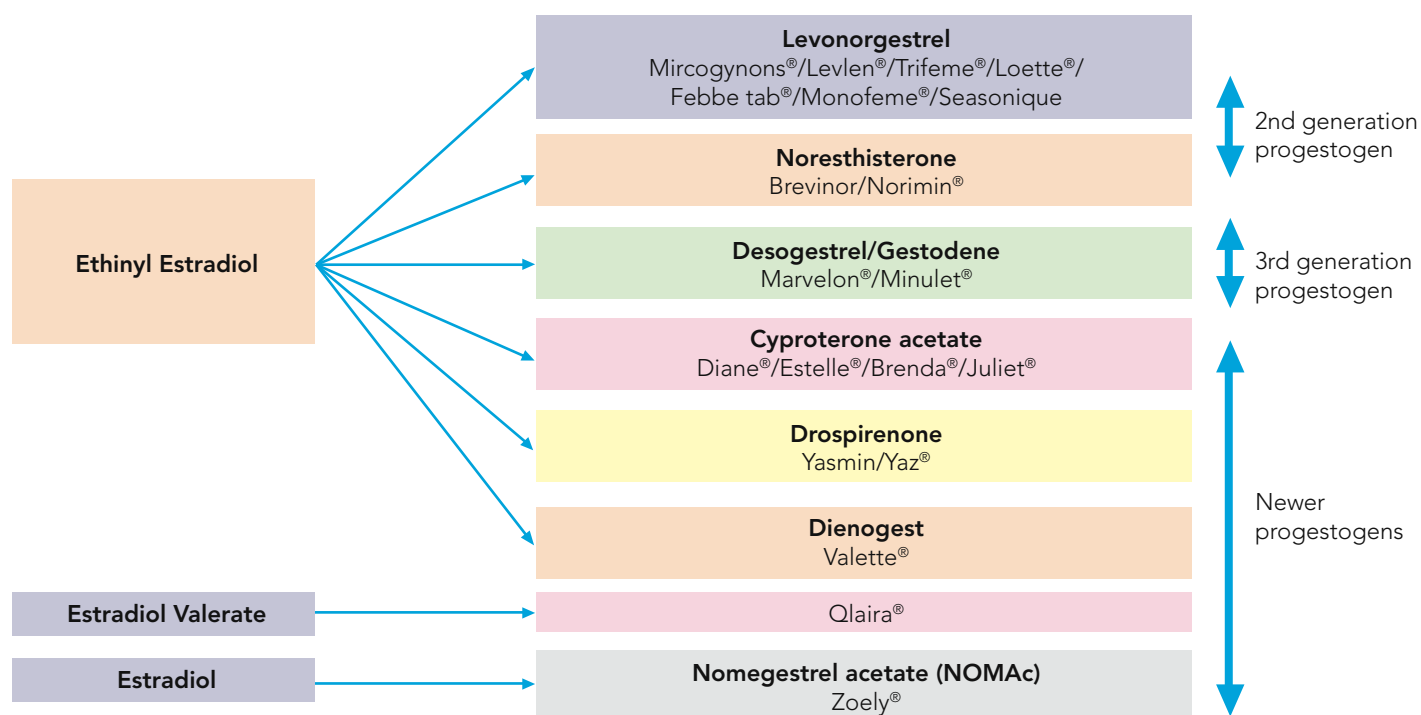 Levonorgestrel
Mircogynons®/Levlen®/Trifeme®/Loette®/
Febbe tab®/Monofeme®/Seasonique
2nd generation
progestogen
Noresthisterone
Brevinor/Norimin®
Ethinyl Estradiol
Desogestrel/Gestodene
Marvelon®/Minulet®
3rd generation
progestogen
Cyproterone acetate
Diane®/Estelle®/Brenda®/Juliet®
Drospirenone
Yasmin/Yaz®
Newer
progestogens
Dienogest
Valette®
Estradiol Valerate
Qlaira®
Estradiol
Nomegestrel acetate (NOMAc)
Zoely®